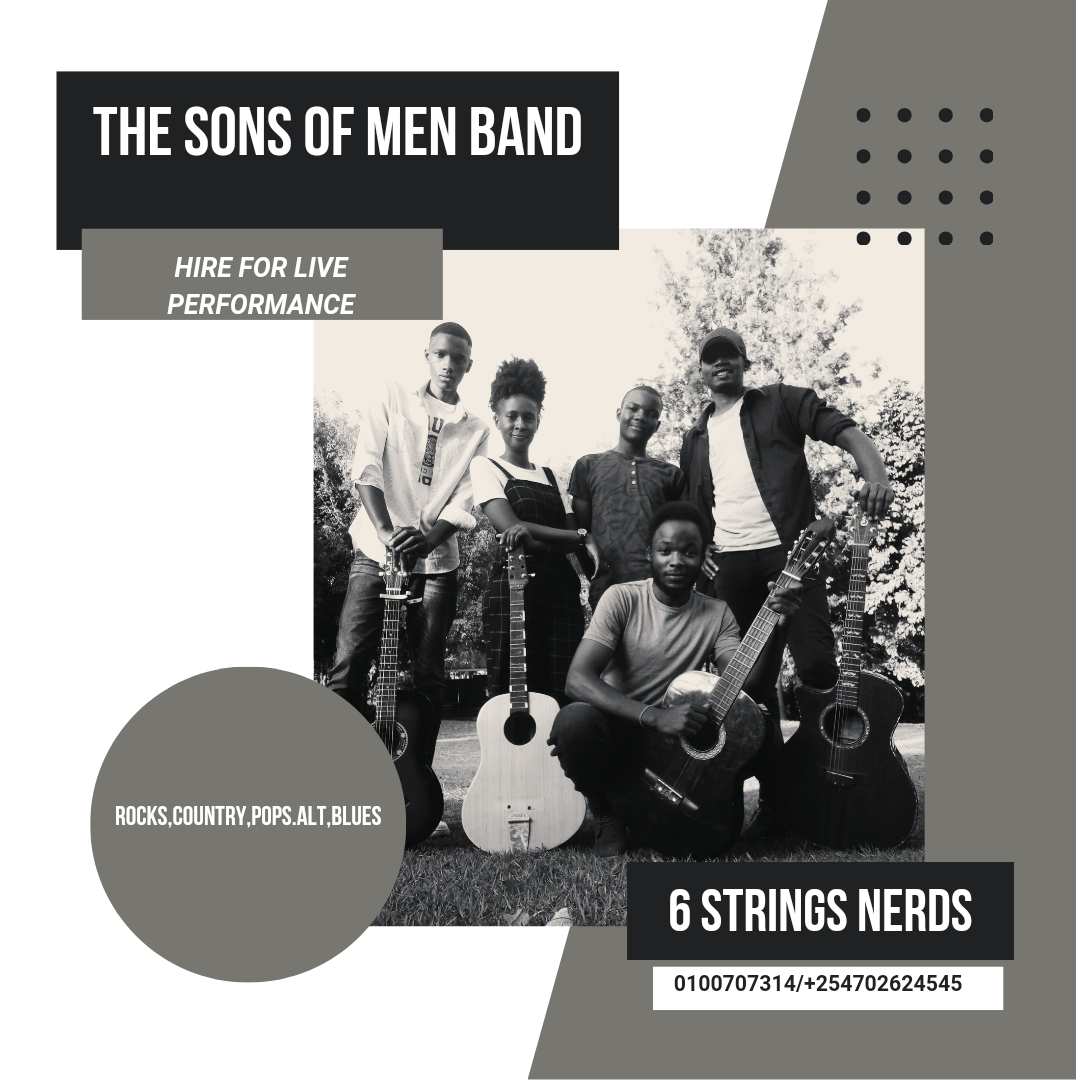 THE SONS OF MEN BAND
HIRE FOR LIVE
PERFORMANCE
ROCKS,COUNTRY,POPS.ALT,BLUES
6 STRINGS NERDS
0100707314/+254702624545